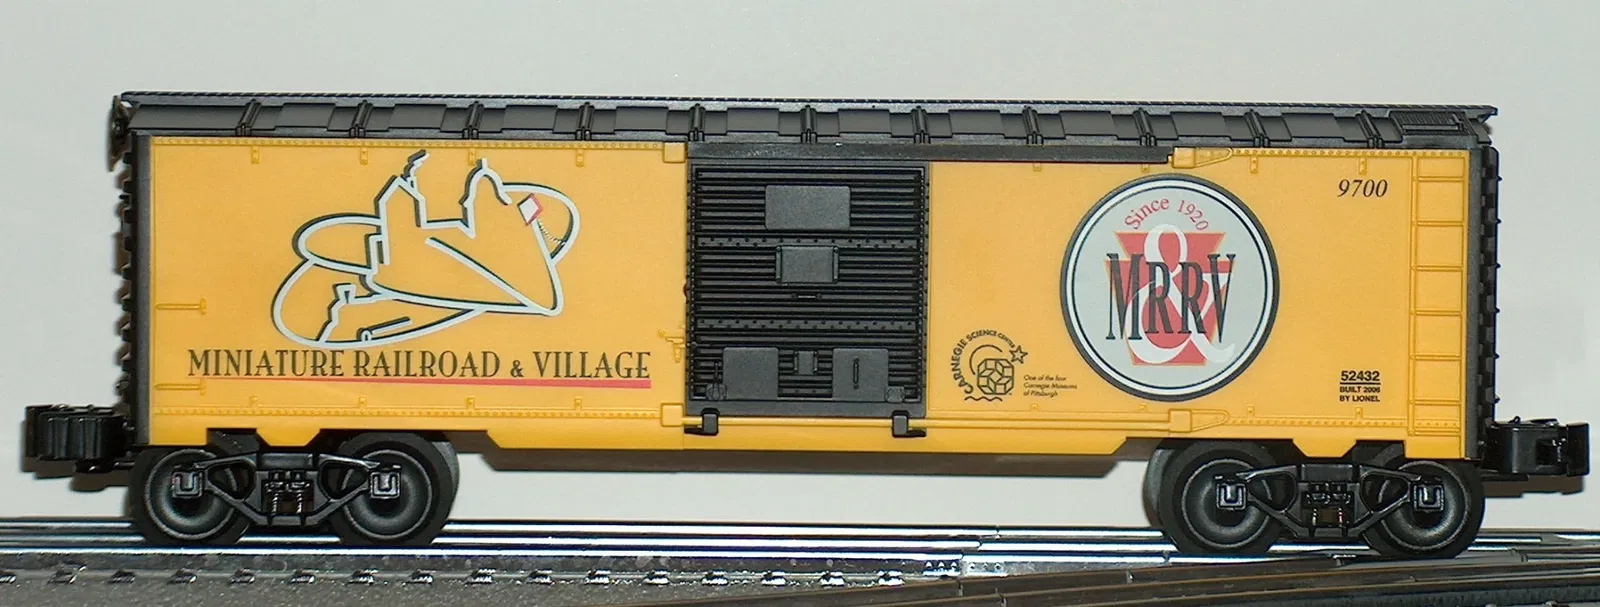 MINIATURE RAILROAD & VILLAGE
CARNEGIE SCIENCE CENTER
One of the four
Carnegie Museums
of Pittsburgh
Since 1920
&
MRRV
9700
52432
BUILT 2006
BY LIONEL